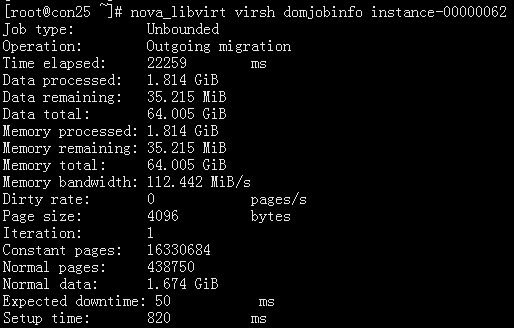 [root@con25 ~]# nova_libvirt virsh domjobinfo instance-00000062
Job type:         Unbounded
Operation:        Outgoing migration
Time elapsed:     22259        ms
Data processed:   1.814 GiB
Data remaining:   35.215 MiB
Data total:       64.005 GiB
Memory processed: 1.814 GiB
Memory remaining: 35.215 MiB
Memory total:     64.005 GiB
Memory bandwidth: 112.442 MiB/s
Dirty rate:       0            pages/s
Page size:        4096         bytes
Iteration:        1
Constant pages:   16330684
Normal pages:     438750
Normal data:      1.674 GiB
Expected downtime: 50           ms
Setup time:       820          ms